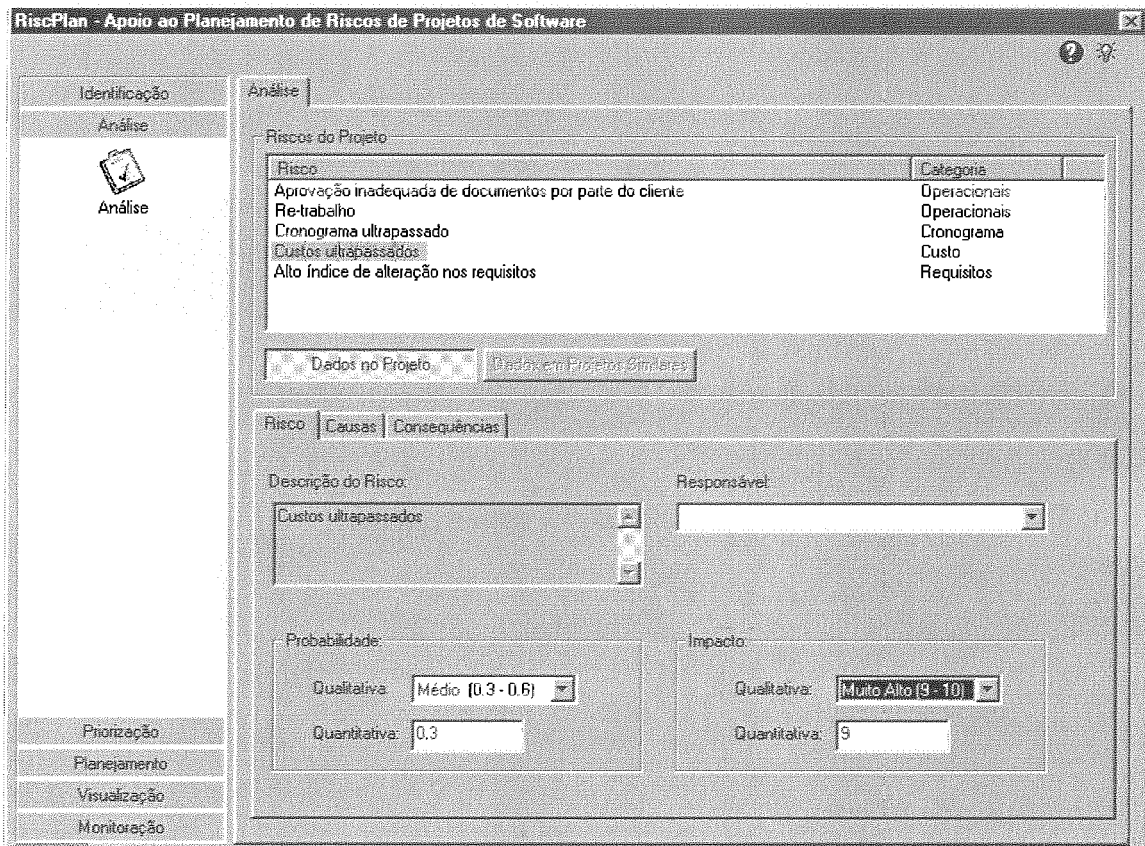 RiscPlan - Apoio ao Planejamento de Riscos de Projetos de Software
Identificação
Análise
Análise
Priorização
Planejamento
Visualização
Monitoração
Análise
Riscos do Projeto
Risco Categoria
Aprovação inadequada de documentos por parte do cliente Operacionais
Re-trabalho Operacionais
Cronograma ultrapassado Cronograma
Custos ultrapassados Custo
Alto índice de alteração nos requisitos Requisitos
Dados no Projeto Dados em Projetos Similares
Risco Causas Consequências
Descrição do Risco: Responsável:
Custos ultrapassados
Probabilidade: Impacto:
Qualitativa: Médio (0.3 - 0.6) Qualitativa: Muito Alto (9 - 10)
Quantitativa: 0.3 Quantitativa: 9